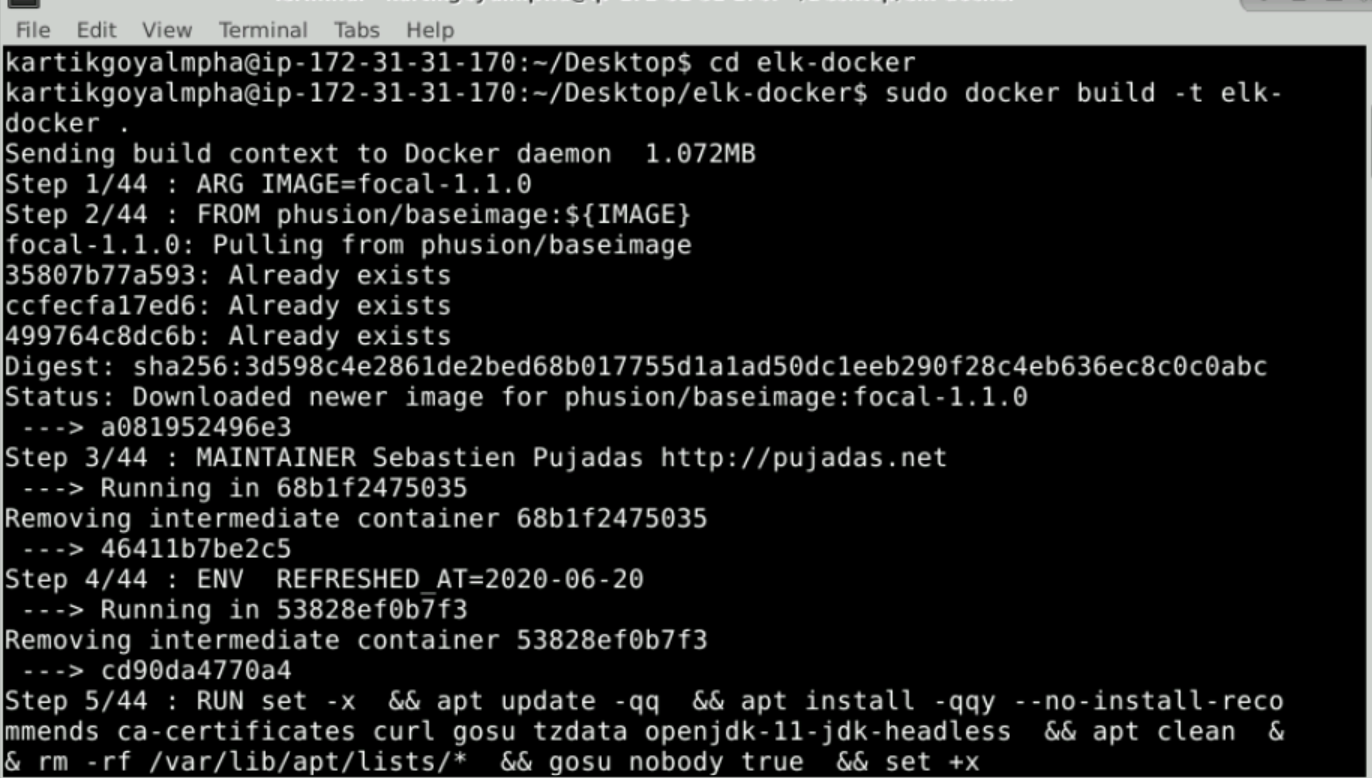 File Edit View Terminal Tabs Help
kartikgoyalmpha@ip-172-31-31-170:~/Desktop$ cd elk-docker
kartikgoyalmpha@ip-172-31-31-170:~/Desktop/elk-docker$ sudo docker build -t elk-
docker .
Sending build context to Docker daemon  1.072MB
Step 1/44 : ARG IMAGE=focal-1.1.0
Step 2/44 : FROM phusion/baseimage:${IMAGE}
focal-1.1.0: Pulling from phusion/baseimage
35807b77a593: Already exists
ccfecfa17ed6: Already exists
499764c8dc6b: Already exists
Digest: sha256:3d598c4e2861de2bed68b017755d1a1ad50dc1eeb290f28c4eb636ec8c0c0abc
Status: Downloaded newer image for phusion/baseimage:focal-1.1.0
 ---> a081952496e3
Step 3/44 : MAINTAINER Sebastien Pujadas http://pujadas.net
 ---> Running in 68b1f2475035
Removing intermediate container 68b1f2475035
 ---> 46411b7be2c5
Step 4/44 : ENV  REFRESHED_AT=2020-06-20
 ---> Running in 53828ef0b7f3
Removing intermediate container 53828ef0b7f3
 ---> cd90da4770a4
Step 5/44 : RUN set -x  && apt update -qq  && apt install -qqy --no-install-reco
mmends ca-certificates curl gosu tzdata openjdk-11-jdk-headless  && apt clean  &
& rm -rf /var/lib/apt/lists/*  && gosu nobody true  && set +x